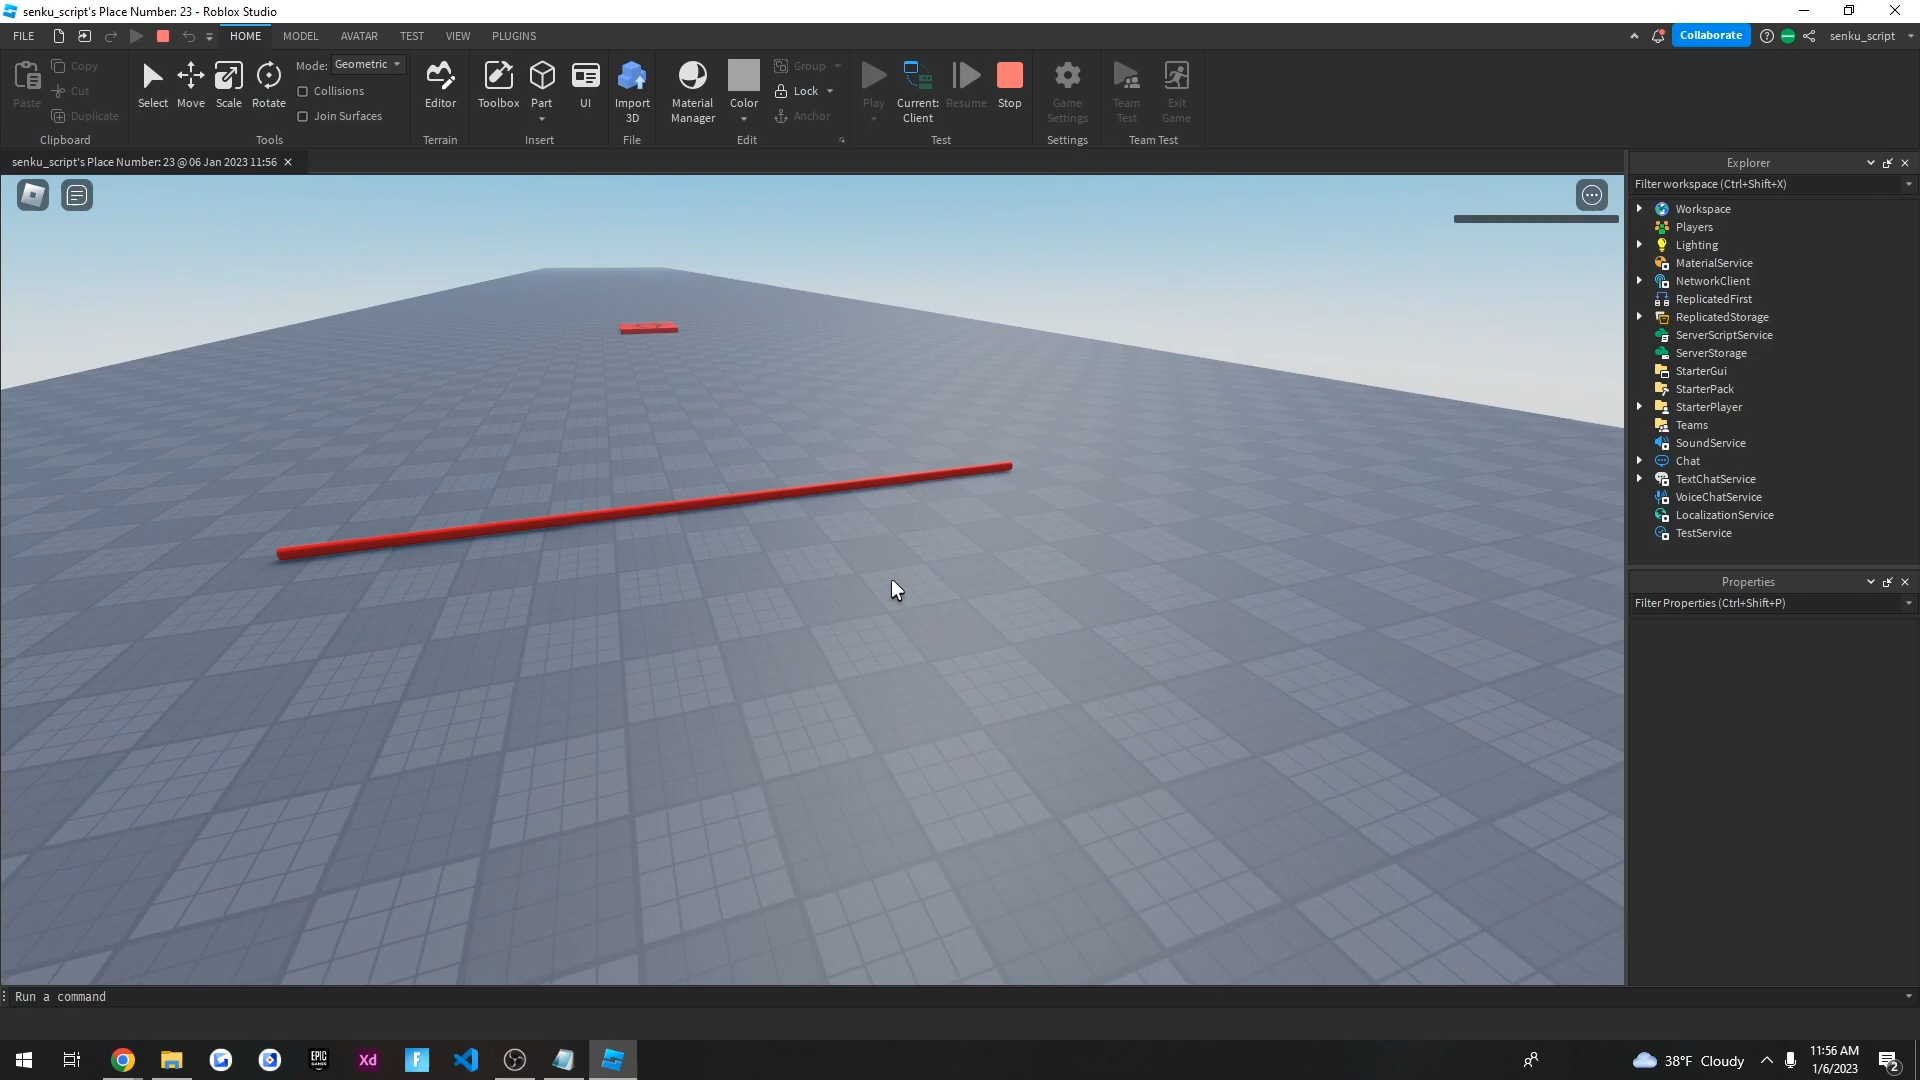 senku_script's Place Number: 23 - Roblox Studio
FILE HOME MODEL AVATAR TEST VIEW PLUGINS Collaborate senku_script
Paste Copy Cut Duplicate Clipboard
Select Move Scale Rotate Mode: Geometric Collisions Join Surfaces Tools
Editor Terrain
Toolbox Part UI Insert
Import 3D File
Material Manager Color Group Lock Anchor Edit
Play Current: Client Resume Stop Test
Game Settings Settings
Team Test Exit Game Team Test
senku_script's Place Number: 23 @ 06 Jan 2023 11:56
Explorer
Filter workspace (Ctrl+Shift+X)
Workspace
Players
Lighting
MaterialService
NetworkClient
ReplicatedFirst
ReplicatedStorage
ServerScriptService
ServerStorage
StarterGui
StarterPack
StarterPlayer
Teams
SoundService
Chat
TextChatService
VoiceChatService
LocalizationService
TestService
Properties
Filter Properties (Ctrl+Shift+P)
Run a command
EPIC GAMES
Xd
38°F Cloudy
11:56 AM
1/6/2023
2